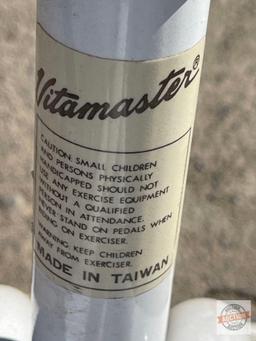 Vitamaster®
CAUTION: SMALL CHILDREN
AND PERSONS PHYSICALLY
HANDICAPPED SHOULD NOT
USE ANY EXERCISE EQUIPMENT
WITHOUT A QUALIFIED
PERSON IN ATTENDANCE.
NEVER STAND ON PEDALS WHEN
ON EXERCISER.
WARNING: KEEP CHILDREN
AWAY FROM EXERCISER.
MADE IN TAIWAN
AUCTION